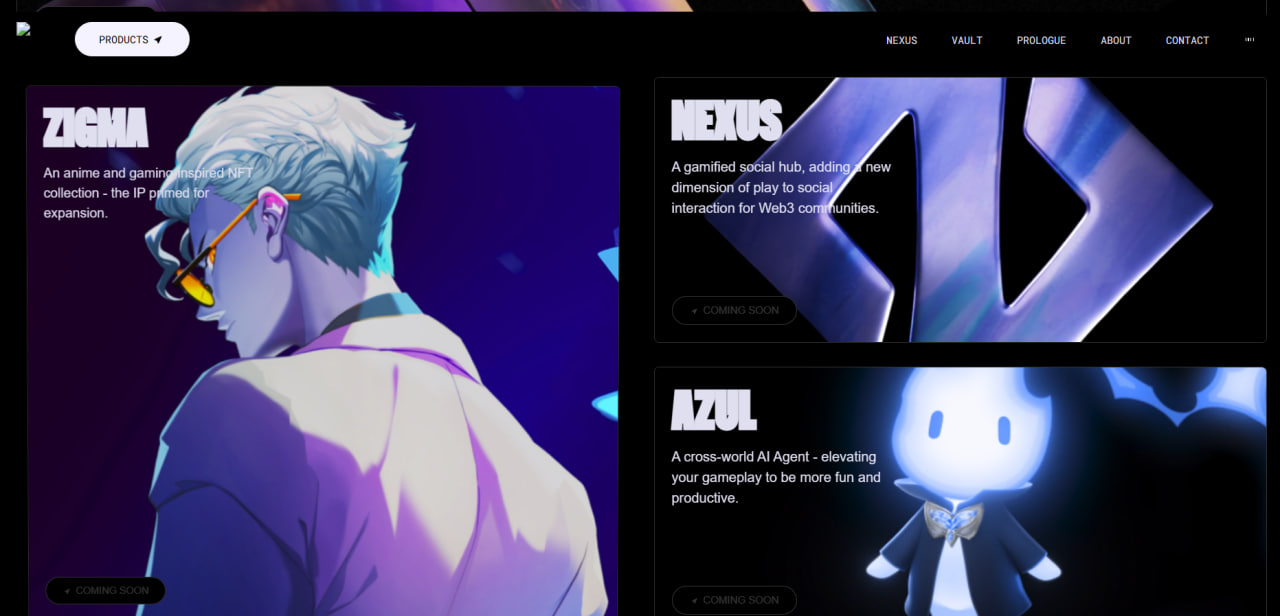 PRODUCTS
NEXUS
VAULT
PROLOGUE
ABOUT
CONTACT
ZIGMA
An anime and gaming-inspired NFT
collection - the IP primed for
expansion.
COMING SOON
NEXUS
A gamified social hub, adding a new
dimension of play to social
interaction for Web3 communities.
COMING SOON
AZUL
A cross-world AI Agent - elevating
your gameplay to be more fun and
productive.
COMING SOON